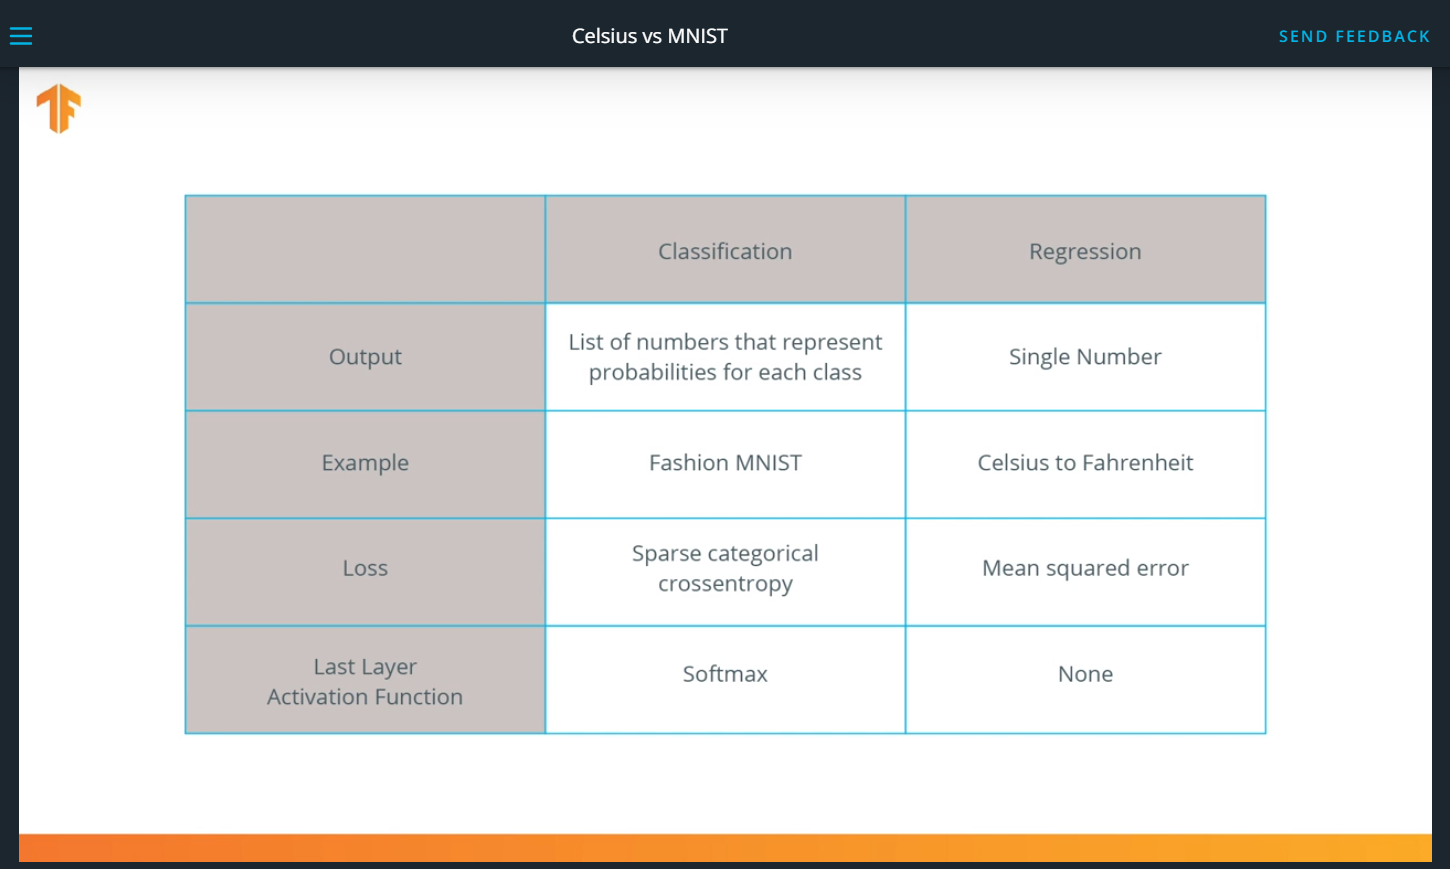 Celsius vs MNIST
SEND FEEDBACK
Classification
Regression
Output
List of numbers that represent
probabilities for each class
Single Number
Example
Fashion MNIST
Celsius to Fahrenheit
Loss
Sparse categorical
crossentropy
Mean squared error
Last Layer
Activation Function
Softmax
None